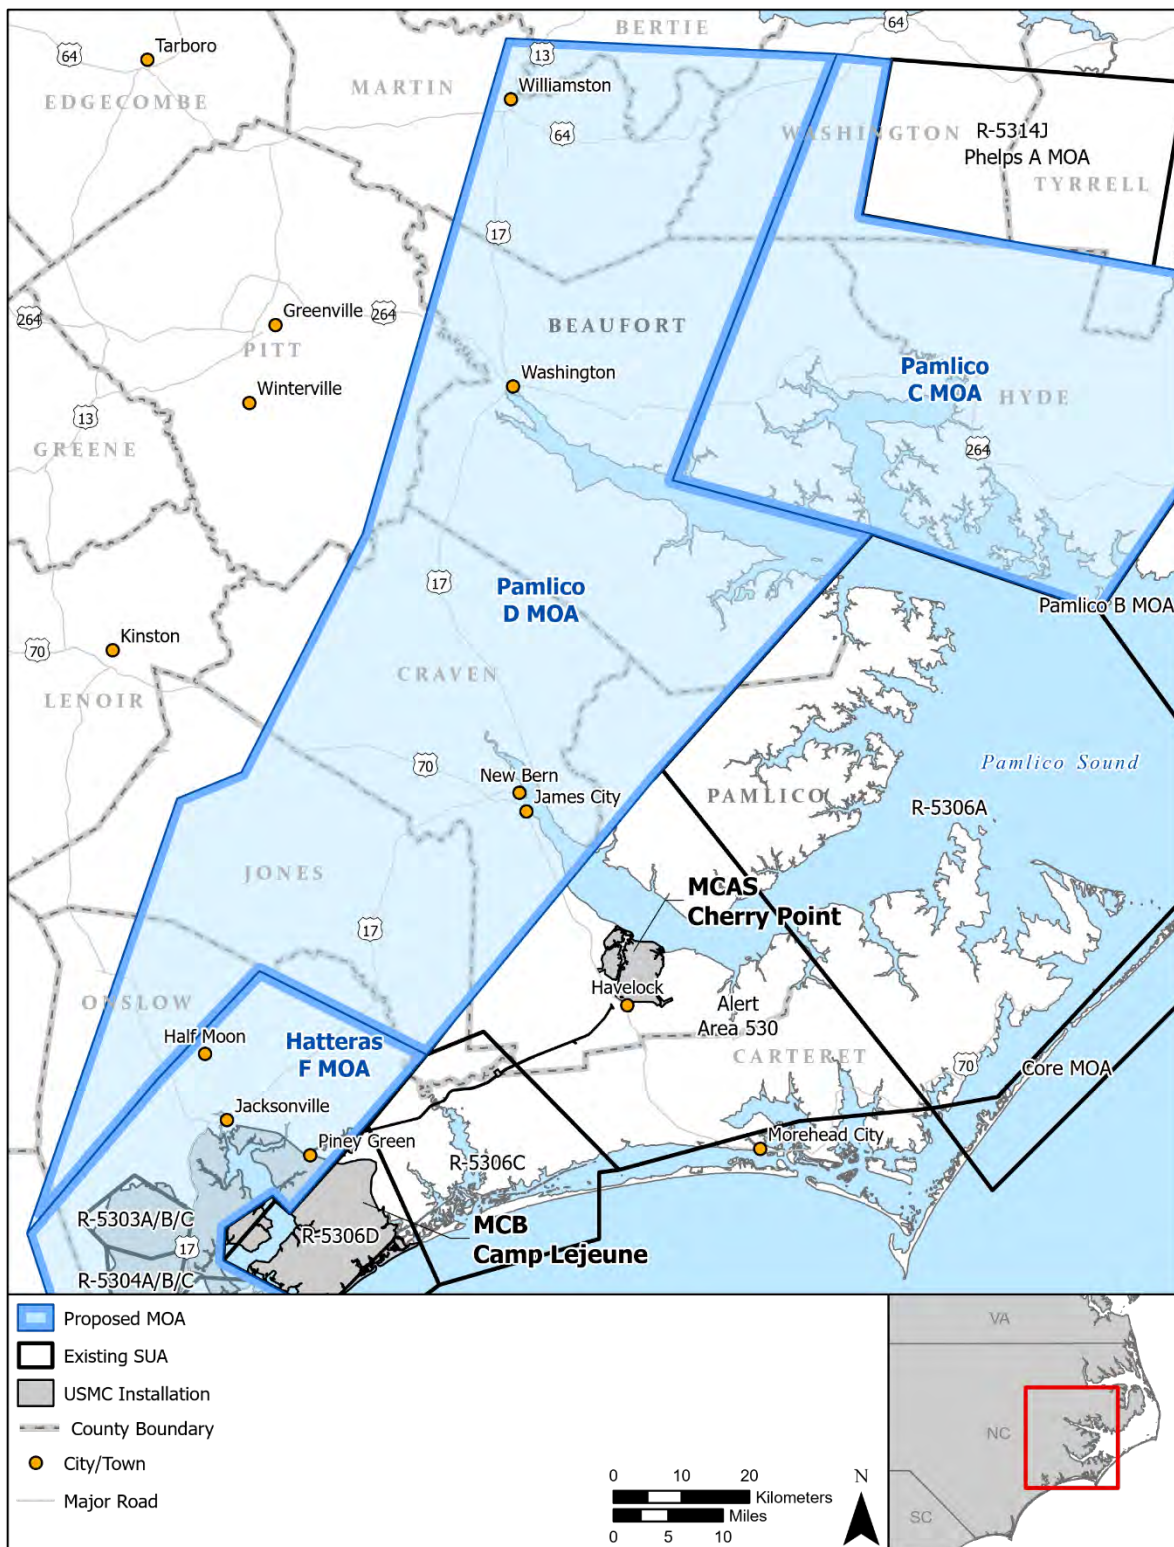 BERTIE
64
13
Tarboro
64
EDGECOMBE
MARTIN
Williamston
64
WASHINGTON
R-5314J
Phelps A MOA
TYRRELL
17
264
Greenville
264
PITT
BEAUFORT
Washington
Winterville
13
GREENE
Pamlico
C MOA
HYDE
264
17
Pamlico
D MOA
Pamlico B MOA
Kinston
70
LENOIR
CRAVEN
70
New Bern
James City
Pamlico Sound
PAMLICO
R-5306A
JONES
MCAS
Cherry Point
17
Havelock
Alert
Area 530
ONSLOW
Half Moon
Hatteras
F MOA
CARTERET
70
Core MOA
Jacksonville
Piney Green
Morehead City
R-5306C
R-5303A/B/C
17
R-5306D
MCB
Camp Lejeune
R-5304A/B/C
Proposed MOA
Existing SUA
USMC Installation
County Boundary
City/Town
Major Road
0 10 20
Kilometers
Miles
0 5 10
N
VA
NC
SC